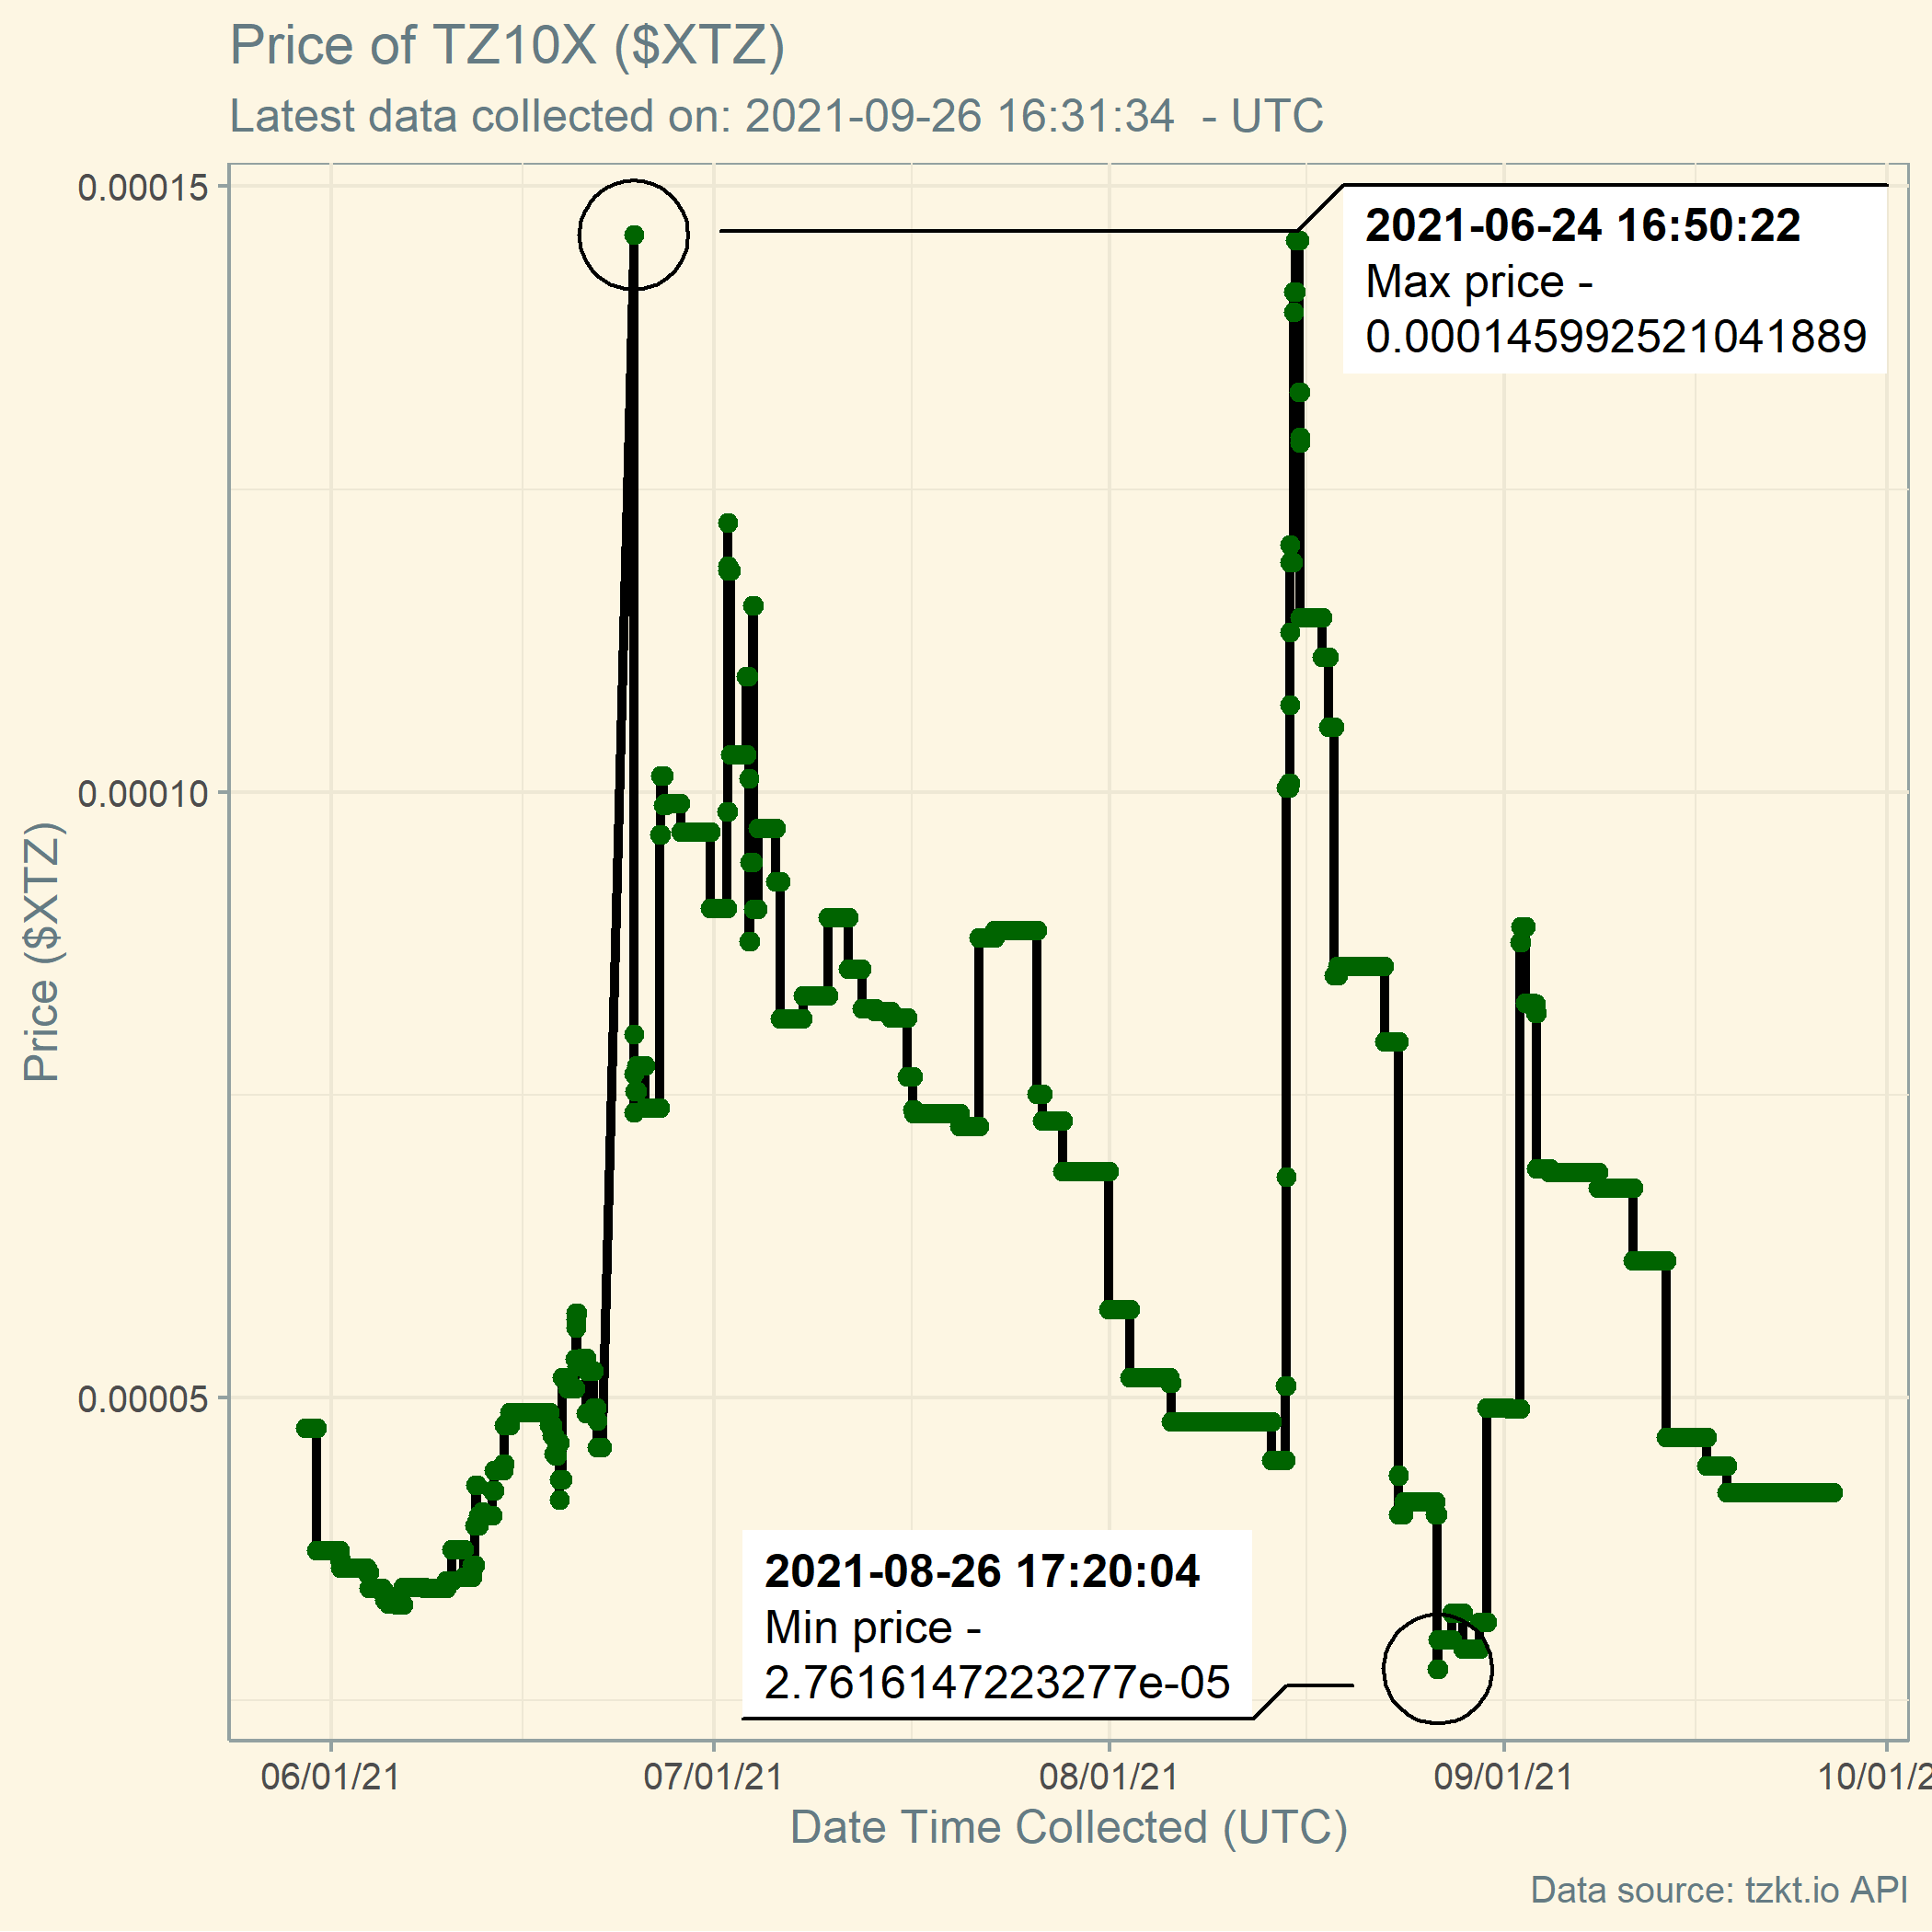 Price of TZ10X ($XTZ)
Latest data collected on: 2021-09-26 16:31:34  - UTC
0.00015
2021-06-24 16:50:22
Max price -
0.000145992521041889
0.00010
Price ($XTZ)
0.00005
2021-08-26 17:20:04
Min price -
2.7616147223277e-05
06/01/21
07/01/21
08/01/21
09/01/21
10/01/2
Date Time Collected (UTC)
Data source: tzkt.io API